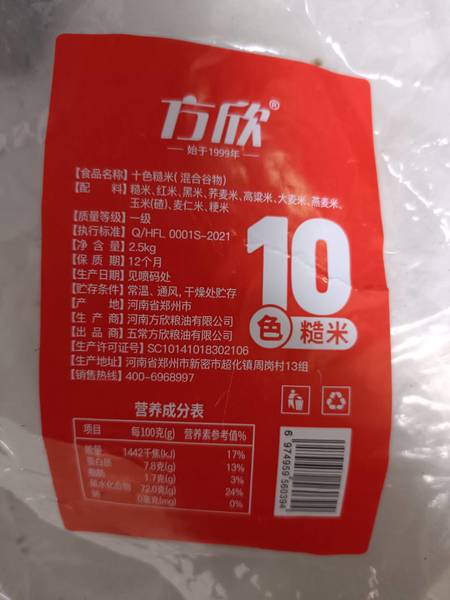 方欣®
始于1999年
【食品名称】十色糙米(混合谷物)
【配 料】糙米、红米、黑米、荞麦米、高粱米、大麦米、燕麦米、
玉米(碴)、麦仁米、粳米
【质量等级】一级
【执行标准】Q/HFL 0001S-2021
【净 含 量】2.5kg
【保 质 期】12个月
【生产日期】见喷码处
【贮存条件】常温、通风、干燥处贮存
【产 地】河南省郑州市
【生 产 商】河南方欣粮油有限公司
【出 品 商】五常方欣粮油有限公司
【生产许可证号】SC10141018302106
【生产地址】河南省郑州市新密市超化镇周岗村13组
【销售热线】400-6968997
10
色 糙米
营养成分表
项目 每100克(g) 营养素参考值%
能量 1442千焦(kJ) 17%
蛋白质 7.8克(g) 13%
脂肪 1.7克(g) 3%
碳水化合物 72.0克(g) 24%
钠 0毫克(mg) 0%
6 974959 560394